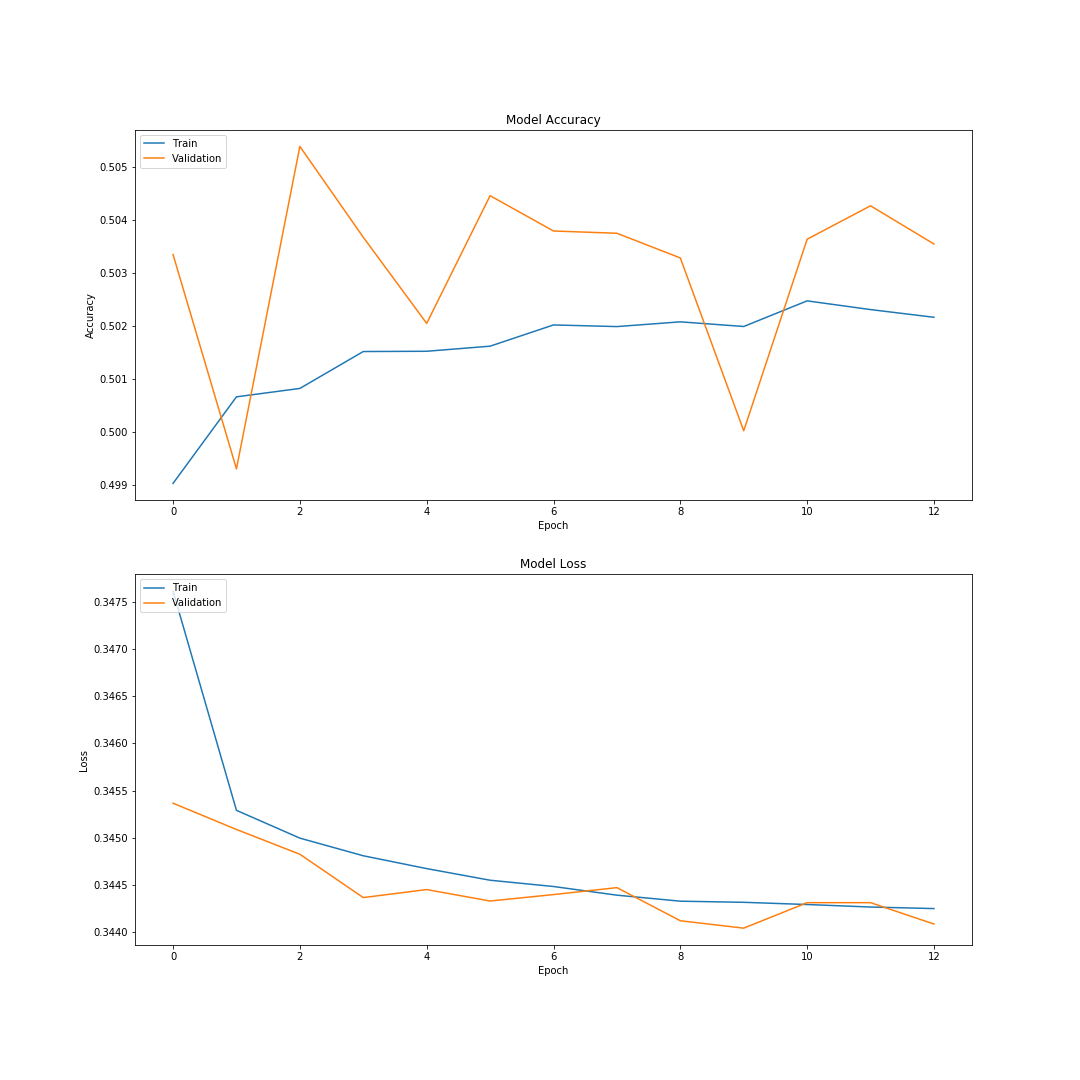 Model Accuracy
Train
Validation
0.505
0.504
0.503
0.502
0.501
0.500
0.499
Accuracy
0 2 4 6 8 10 12
Epoch
Model Loss
Train
Validation
0.3475
0.3470
0.3465
0.3460
0.3455
0.3450
0.3445
0.3440
Loss
0 2 4 6 8 10 12
Epoch